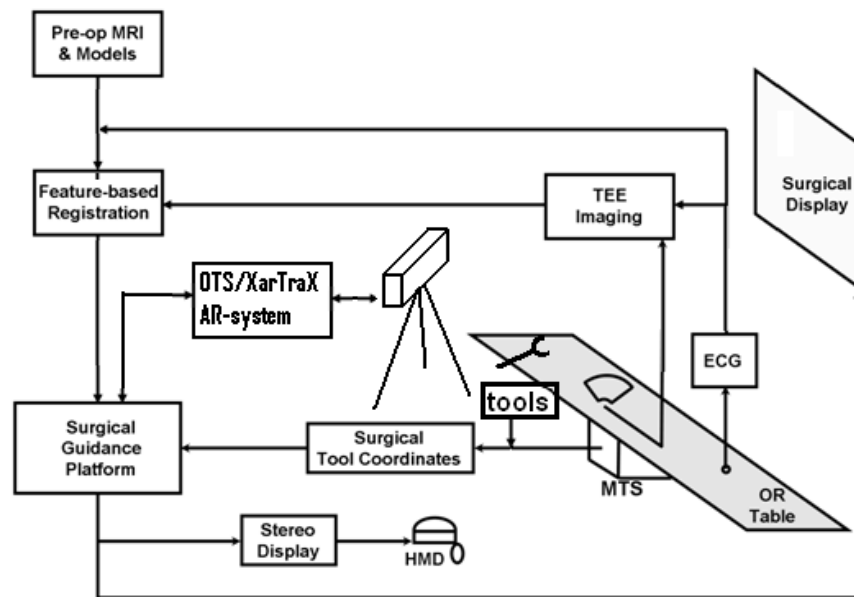 Pre-op MRI
& Models
Feature-based
Registration
TEE
Imaging
Surgical
Display
OTS/XarTraX
AR-system
ECG
tools
Surgical
Guidance
Platform
Surgical
Tool Coordinates
MTS
OR
Table
Stereo
Display
HMD